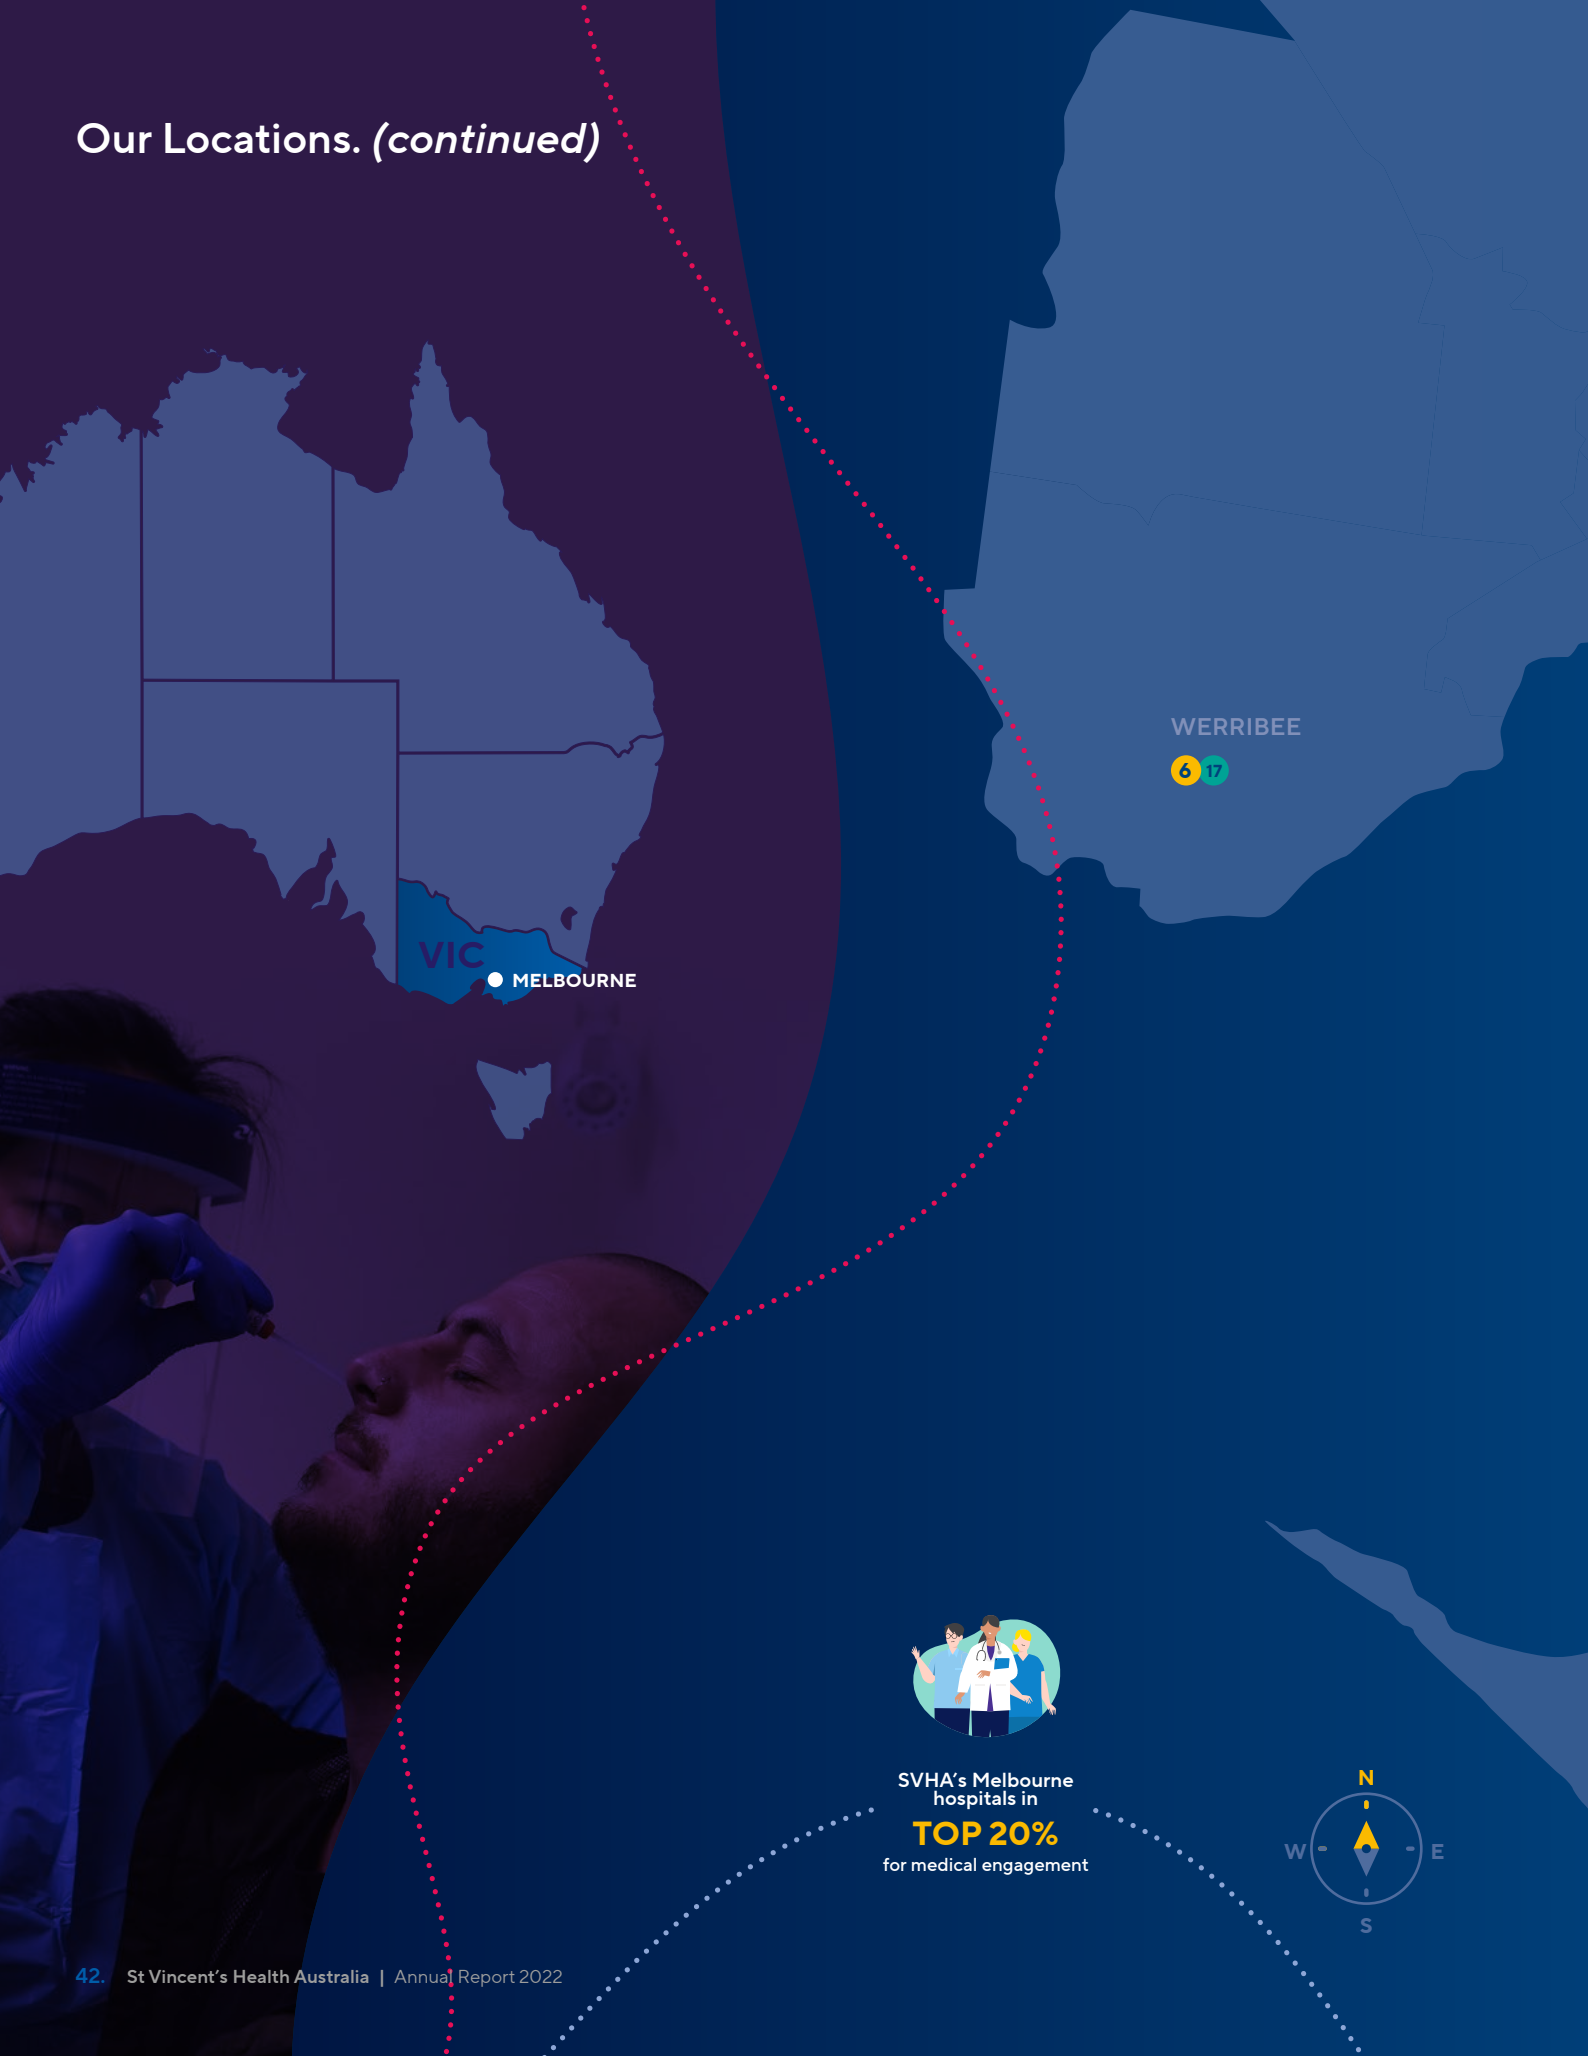 Our Locations. (continued)
WERRIBEE
6 17
VIC
MELBOURNE
SVHA's Melbourne
hospitals in
TOP 20%
for medical engagement
N
W E
S
42. St Vincent's Health Australia | Annual Report 2022